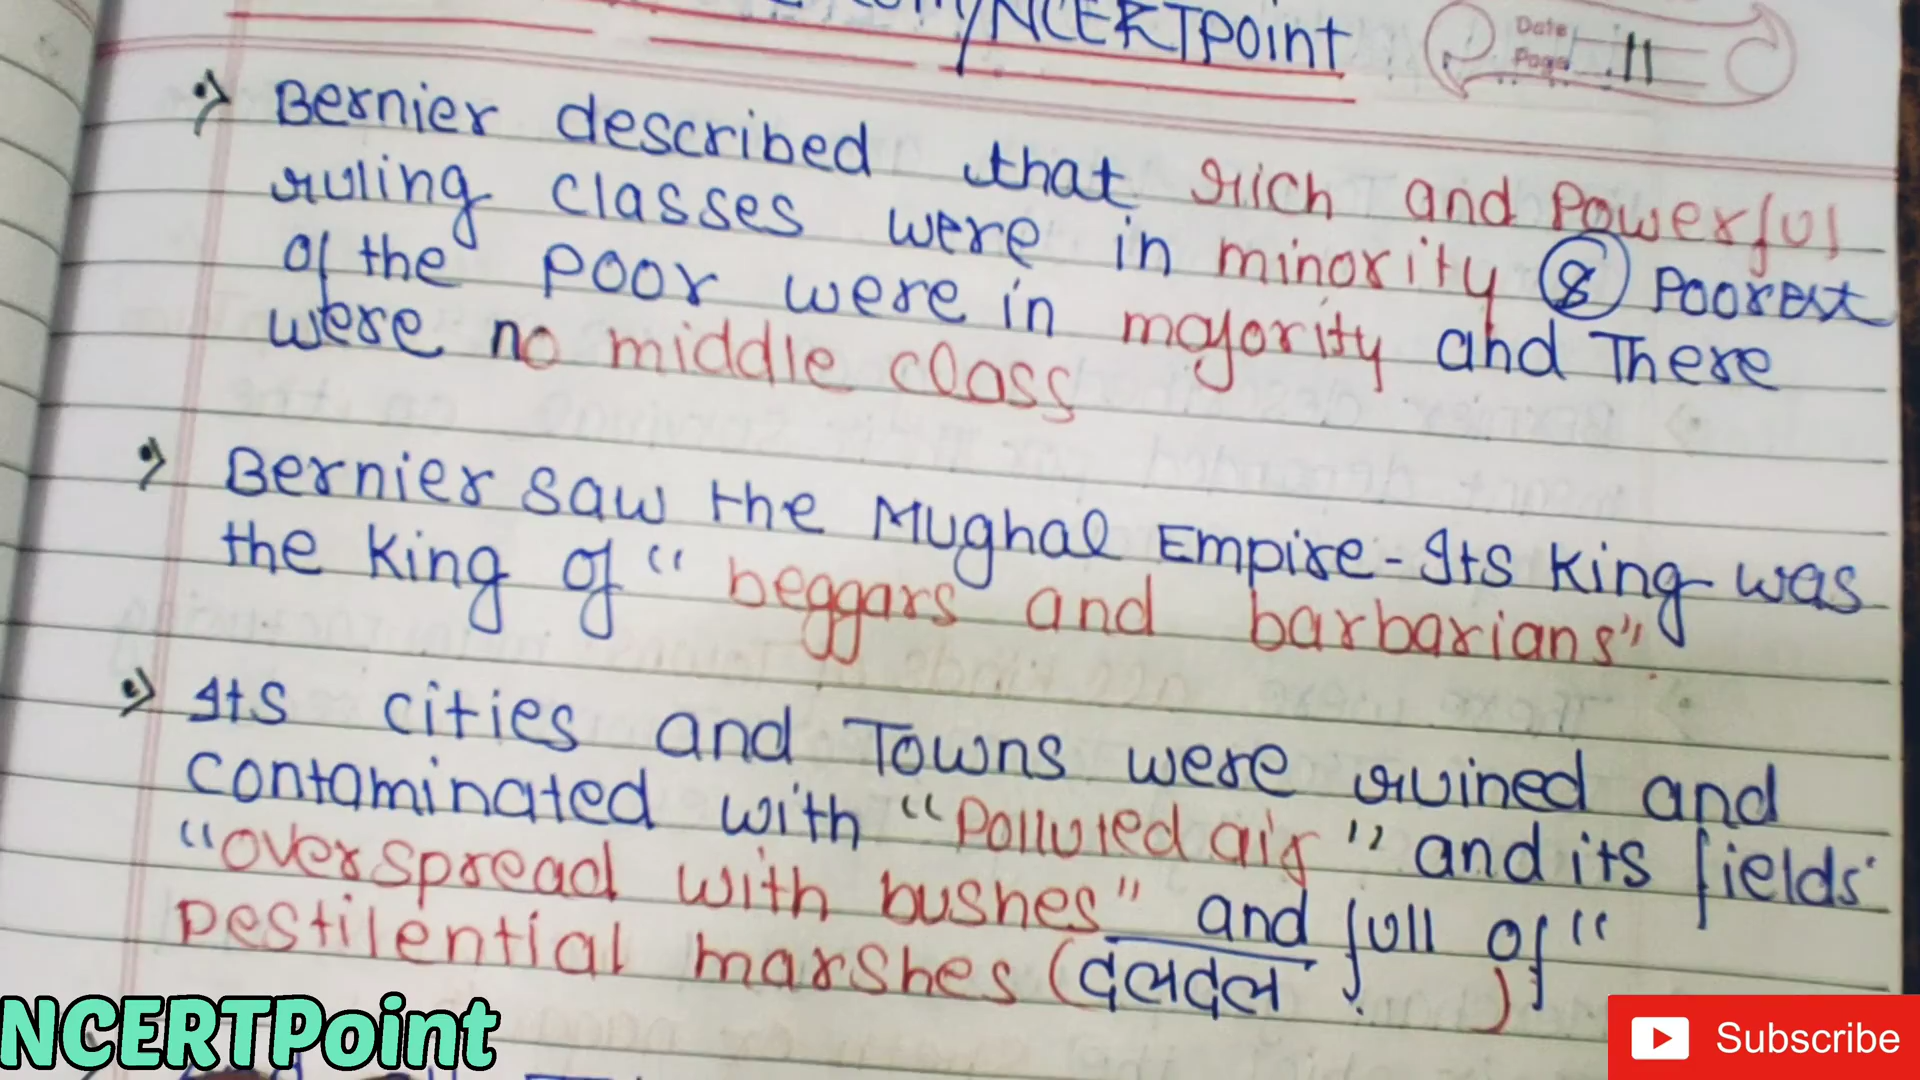 /NCERTPoint
Date
Page 11
Bernier described that rich and Powerful
ruling classes were in minority & Poorest
of the poor were in majority and There
were no middle class
Bernier saw the Mughal Empire - Its King was
the King of "beggars and barbarians"
Its cities and Towns were ruined and
contaminated with "Polluted air" and its fields
"overspread with bushes" and full of "
Pestilential marshes (दलदल)
NCERTPoint
Subscribe